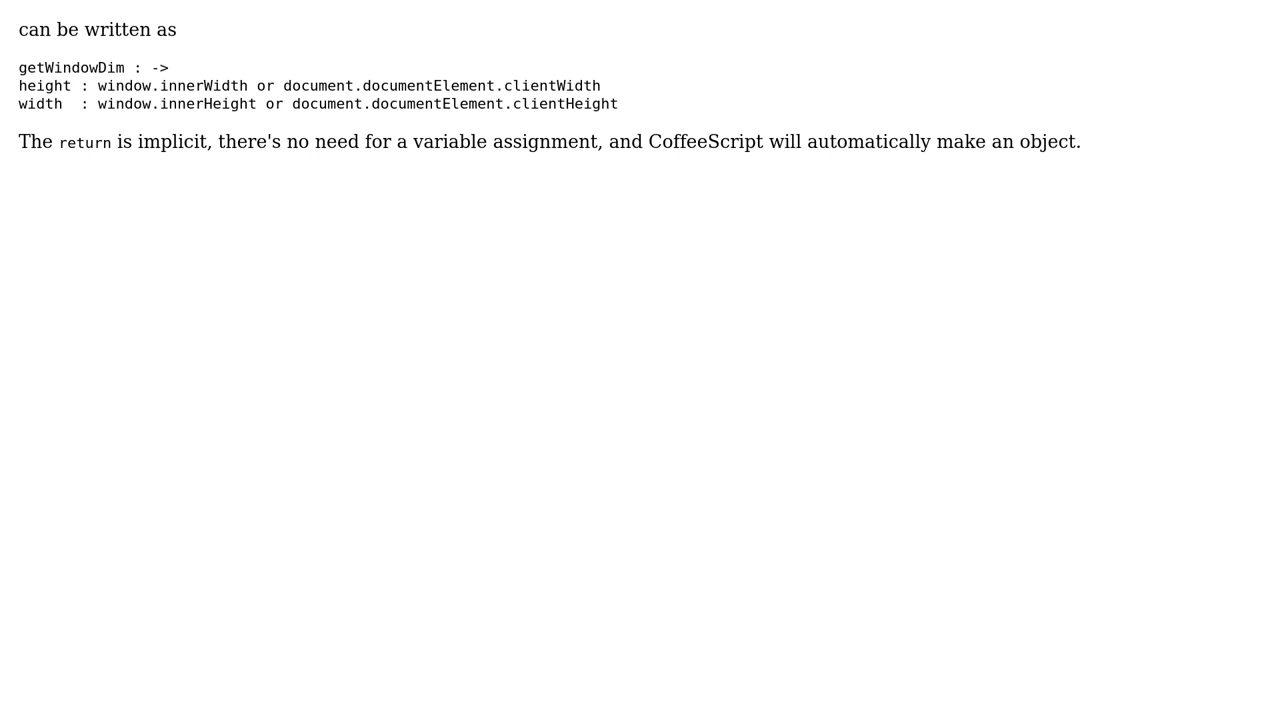 can be written as
getWindowDim : ->
height : window.innerWidth or document.documentElement.clientWidth
width  : window.innerHeight or document.documentElement.clientHeight
The return is implicit, there's no need for a variable assignment, and CoffeeScript will automatically make an object.